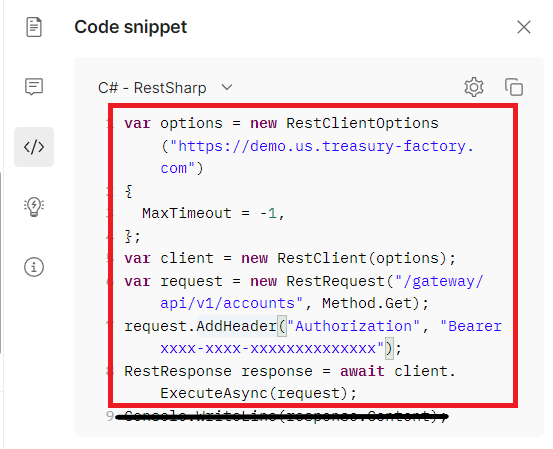 Code snippet
C# - RestSharp
1 var options = new RestClientOptions
("https://demo.us.treasury-factory.
com")
2 {
3 MaxTimeout = -1,
4 };
5 var client = new RestClient(options);
6 var request = new RestRequest("/gateway/
api/v1/accounts", Method.Get);
7 request.AddHeader("Authorization", "Bearer
xxxx-xxxx-xxxxxxxxxxxxxx");
8 RestResponse response = await client.
ExecuteAsync(request);
9 Console.WriteLine(response.Content);